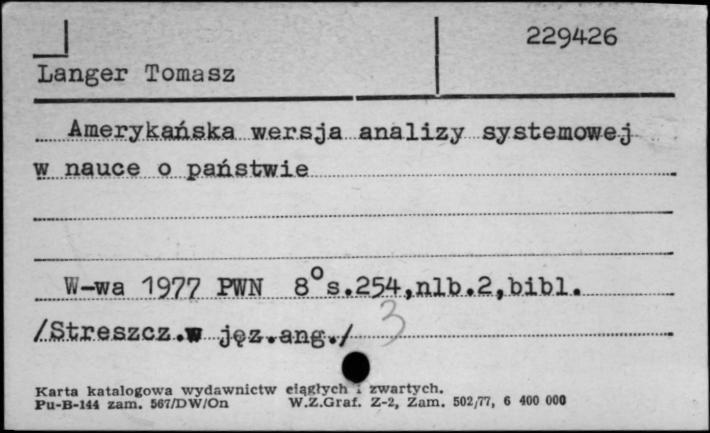 229426
Langer Tomasz
Amerykańska wersja analizy systemowej
w nauce o państwie
W-wa 1977 PWN 8° s.254,nlb.2,bibl.
/Streszcz.w jęz.ang./ 3
Karta katalogowa wydawnictw ciągłych i zwartych.
Pu-B-144 zam. 567/DW/On W.Z.Graf. Z-2, Zam. 502/77, 6 400 000